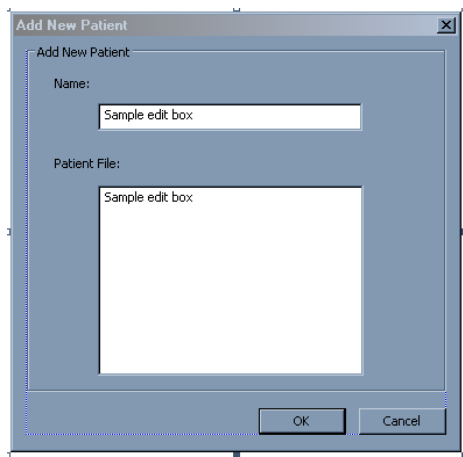 Add New Patient
Add New Patient
Name:
Sample edit box
Patient File:
Sample edit box
OK
Cancel